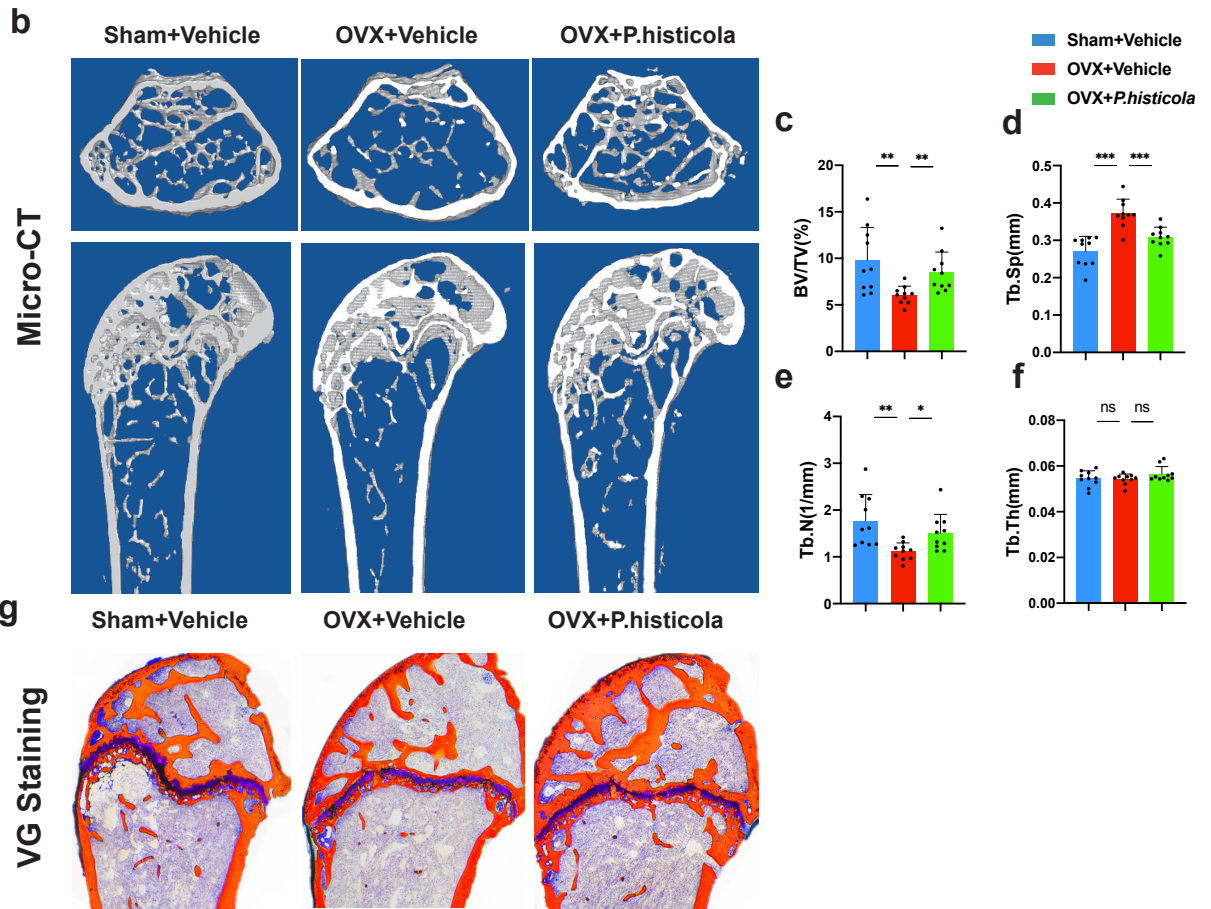 b
Sham+Vehicle
OVX+Vehicle
OVX+P.histicola
Micro-CT
Sham+Vehicle
OVX+Vehicle
OVX+P.histicola
c
**
**
20
15
10
5
0
BV/TV(%)
d
***
***
0.5
0.4
0.3
0.2
0.1
0.0
Tb.Sp(mm)
e
**
*
4
3
2
1
0
Tb.N(1/mm)
f
ns
ns
0.08
0.06
0.04
0.02
0.00
Tb.Th(mm)
g
Sham+Vehicle
OVX+Vehicle
OVX+P.histicola
VG Staining